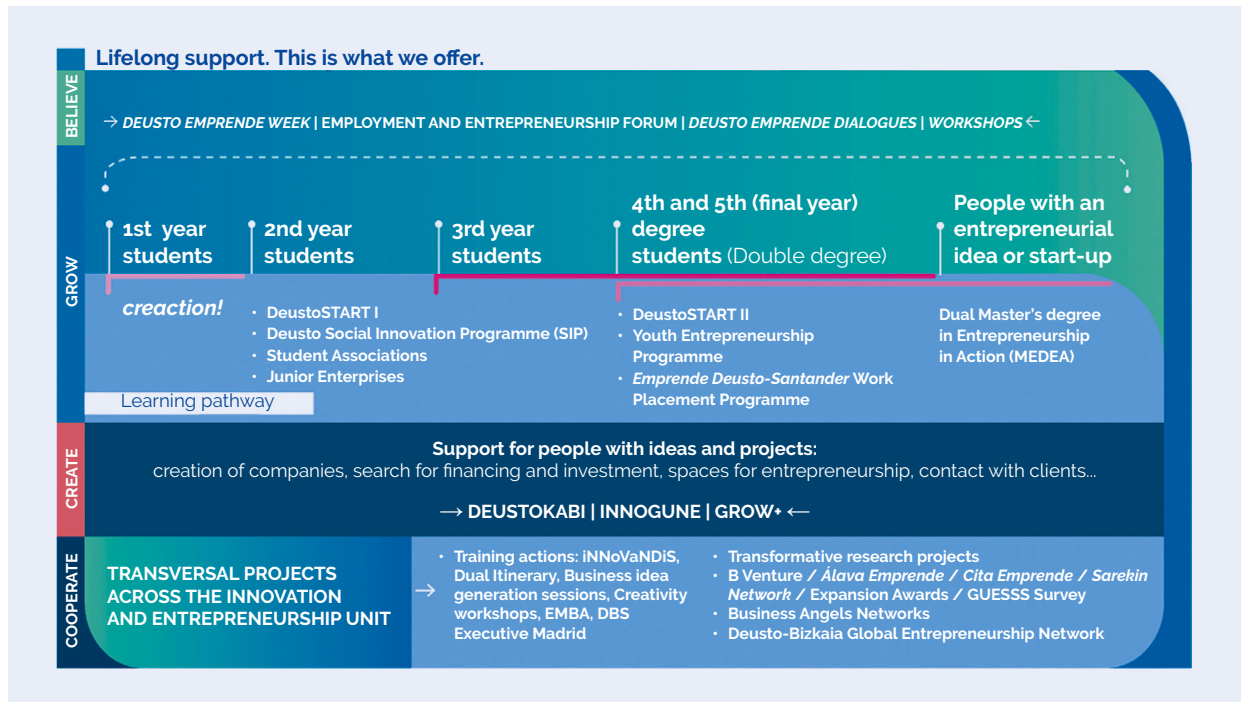 Lifelong support. This is what we offer.
BELIEVE
→ DEUSTO EMPRENDE WEEK | EMPLOYMENT AND ENTREPRENEURSHIP FORUM | DEUSTO EMPRENDE DIALOGUES | WORKSHOPS ←
GROW
1st year
students
2nd year
students
3rd year
students
4th and 5th (final year)
degree
students (Double degree)
People with an
entrepreneurial
idea or start-up
creaction!
• DeustoSTART I
• Deusto Social Innovation Programme (SIP)
• Student Associations
• Junior Enterprises
• DeustoSTART II
• Youth Entrepreneurship
Programme
• Emprende Deusto-Santander Work
Placement Programme
Dual Master's degree
in Entrepreneurship
in Action (MEDEA)
Learning pathway
CREATE
Support for people with ideas and projects:
creation of companies, search for financing and investment, spaces for entrepreneurship, contact with clients...
→ DEUSTOKABI | INNOGUNE | GROW+ ←
COOPERATE
TRANSVERSAL PROJECTS
ACROSS THE INNOVATION
AND ENTREPRENEURSHIP UNIT
→
• Training actions: iNNoVaNDiS,
Dual Itinerary, Business idea
generation sessions, Creativity
workshops, EMBA, DBS
Executive Madrid
• Transformative research projects
• B Venture / Álava Emprende / Cita Emprende / Sarekin
Network / Expansion Awards / GUESSS Survey
• Business Angels Networks
• Deusto-Bizkaia Global Entrepreneurship Network